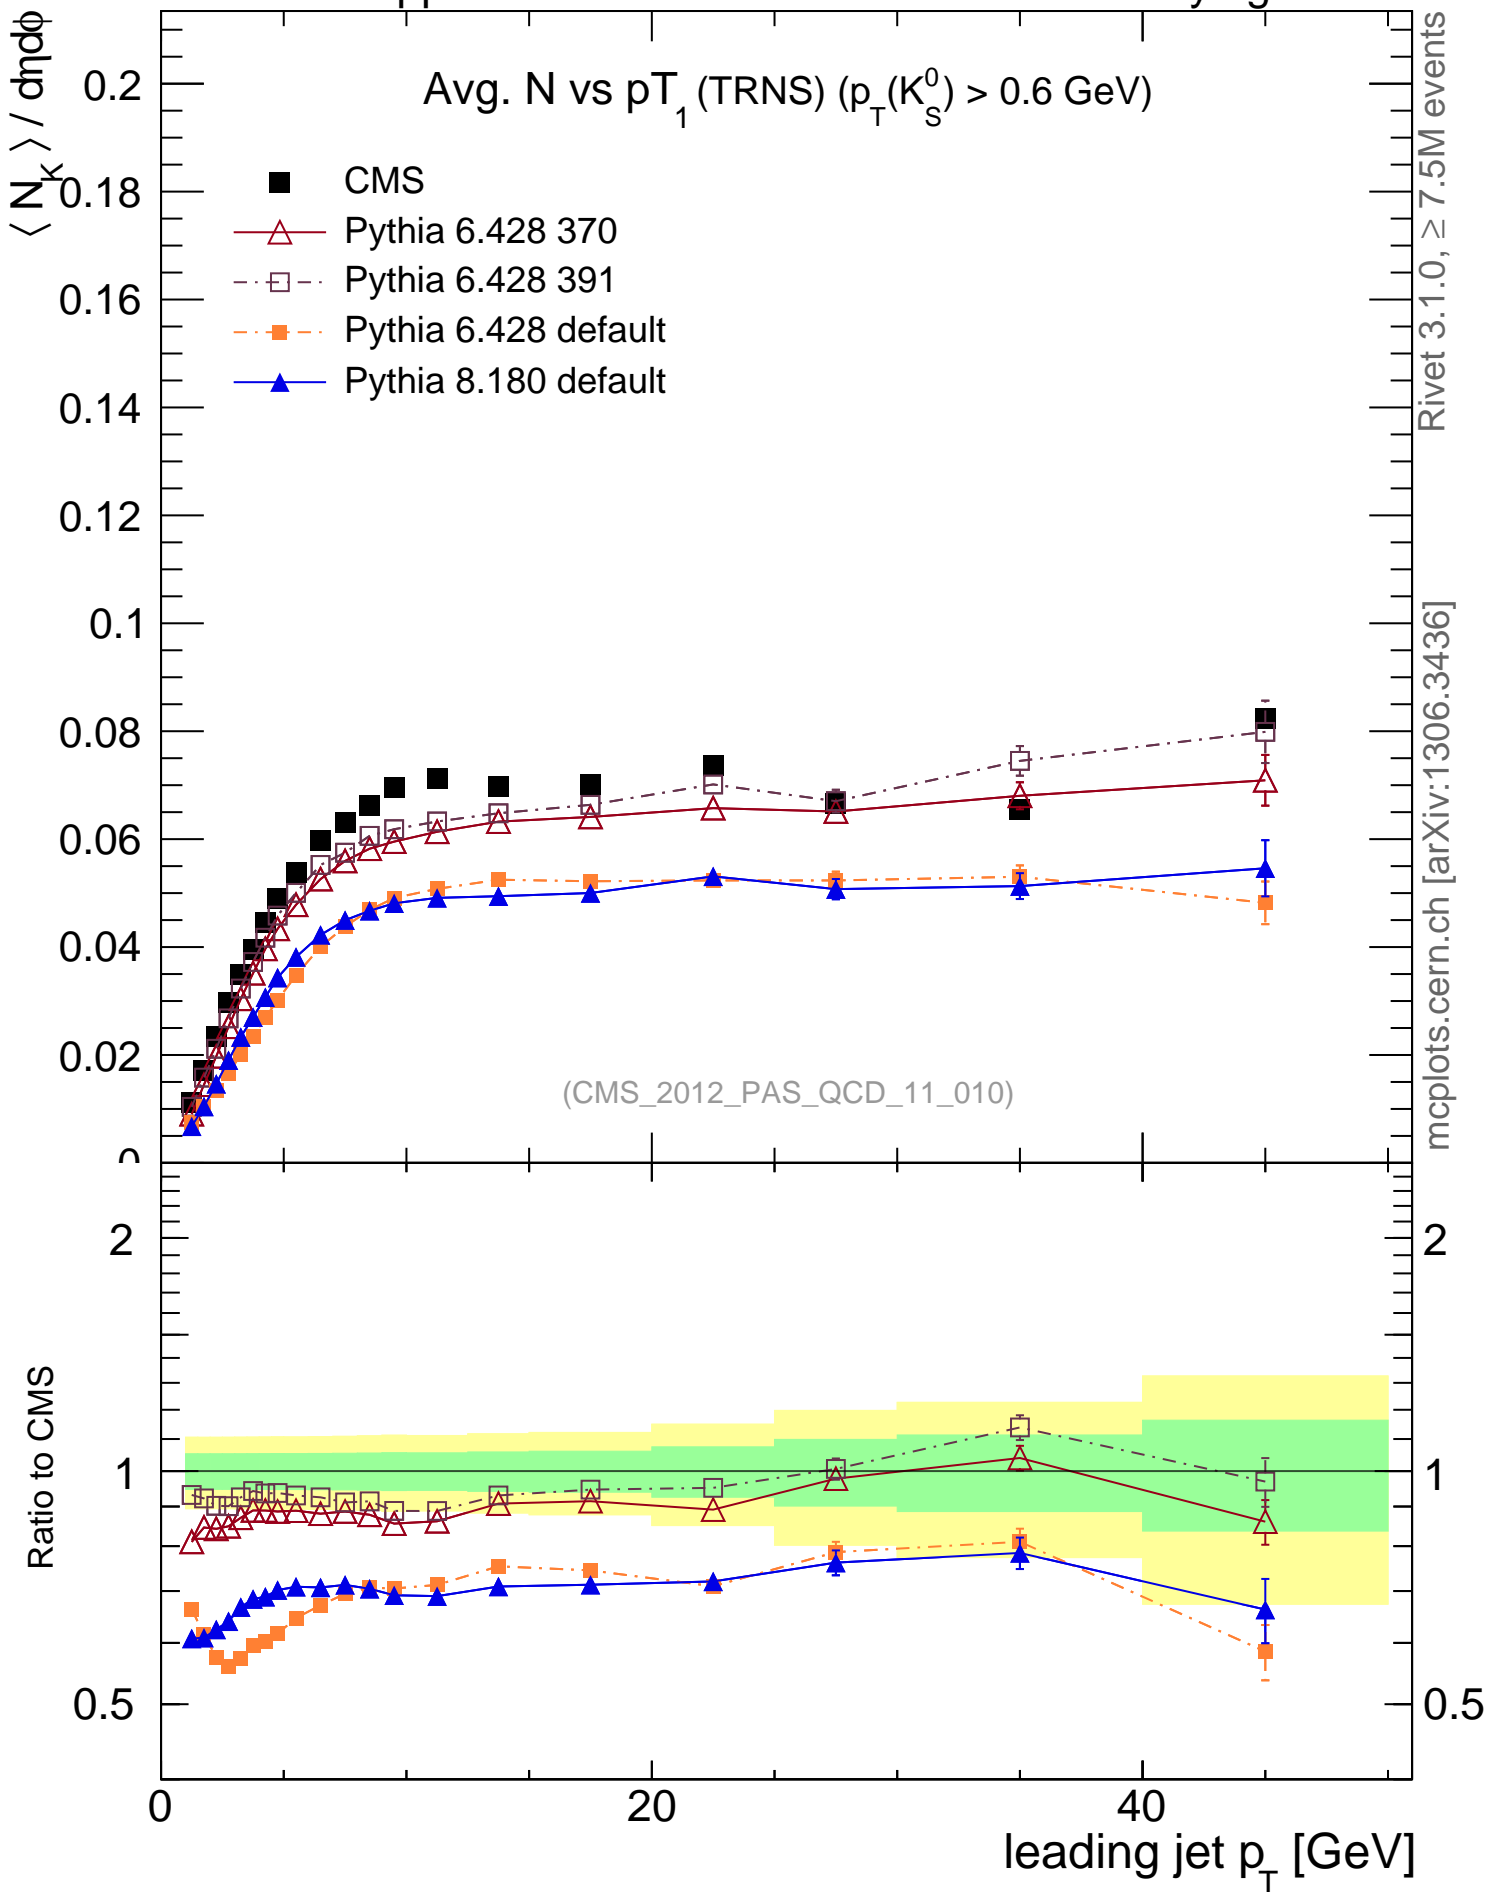 Avg. N vs pT1 (TRNS) (pT(K0S) > 0.6 GeV)
⟨ NK ⟩ / dηdφ
CMS
Pythia 6.428 370
Pythia 6.428 391
Pythia 6.428 default
Pythia 8.180 default
0.2
0.18
0.16
0.14
0.12
0.1
0.08
0.06
0.04
0.02
0
(CMS_2012_PAS_QCD_11_010)
Rivet 3.1.0, ≥ 7.5M events
mcplots.cern.ch [arXiv:1306.3436]
Ratio to CMS
2
1
0.5
2
1
0.5
0
20
40
leading jet pT [GeV]